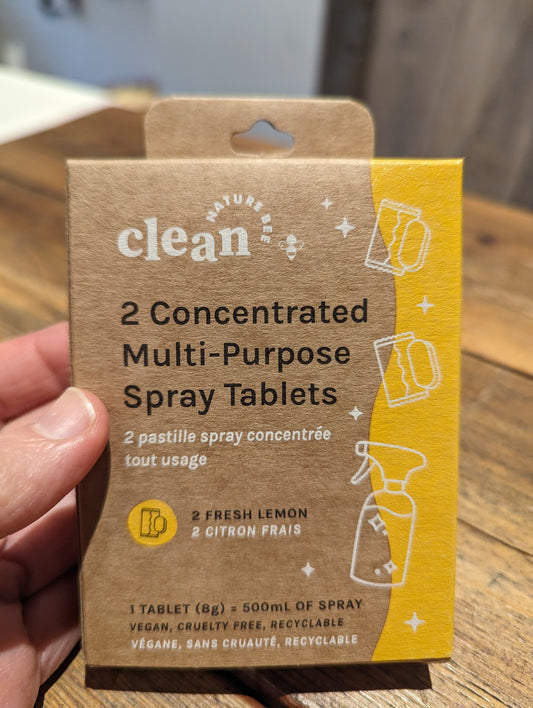 NATURE BEE
clean
2 Concentrated
Multi-Purpose
Spray Tablets
2 pastille spray concentrée
tout usage
2 FRESH LEMON
2 CITRON FRAIS
1 TABLET (8g) = 500mL OF SPRAY
VEGAN, CRUELTY FREE, RECYCLABLE
VÉGANE, SANS CRUAUTÉ, RECYCLABLE